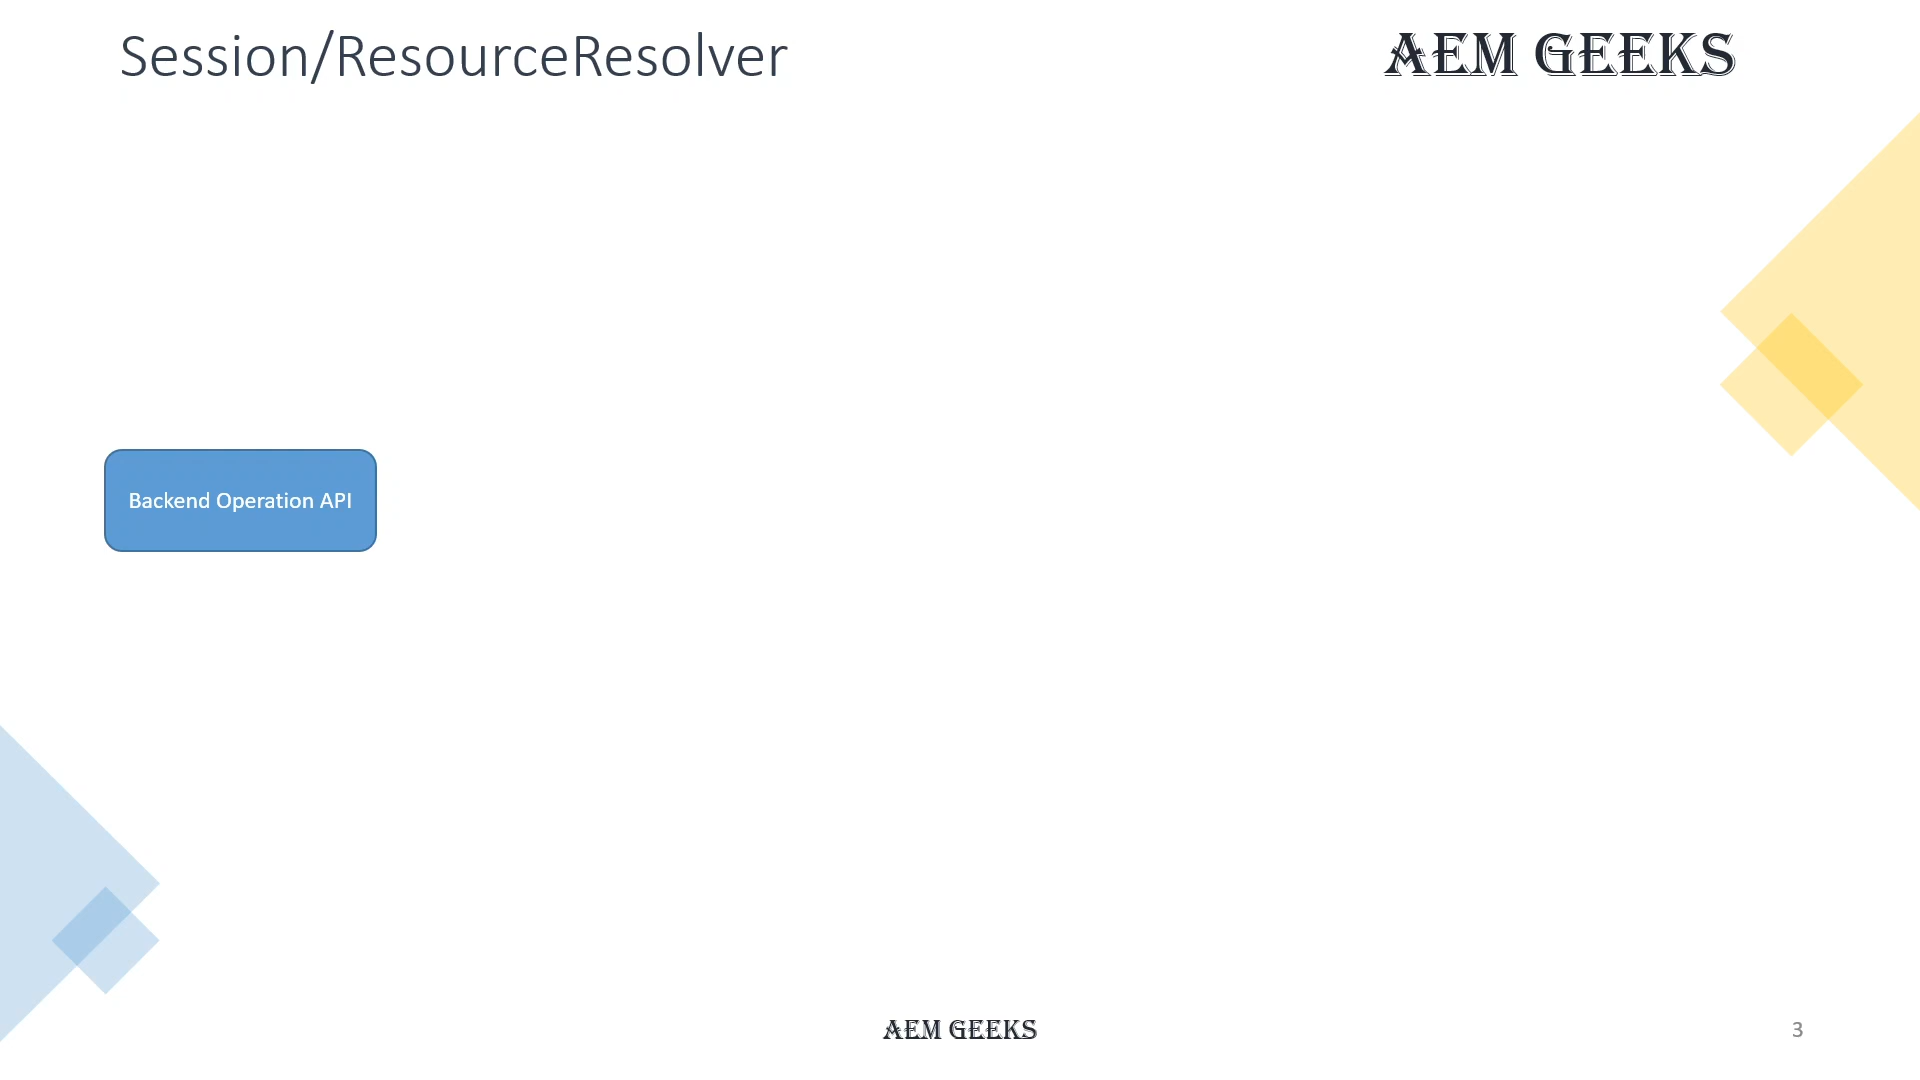 Session/ResourceResolver
AEM GEEKS
Backend Operation API
AEM GEEKS
3